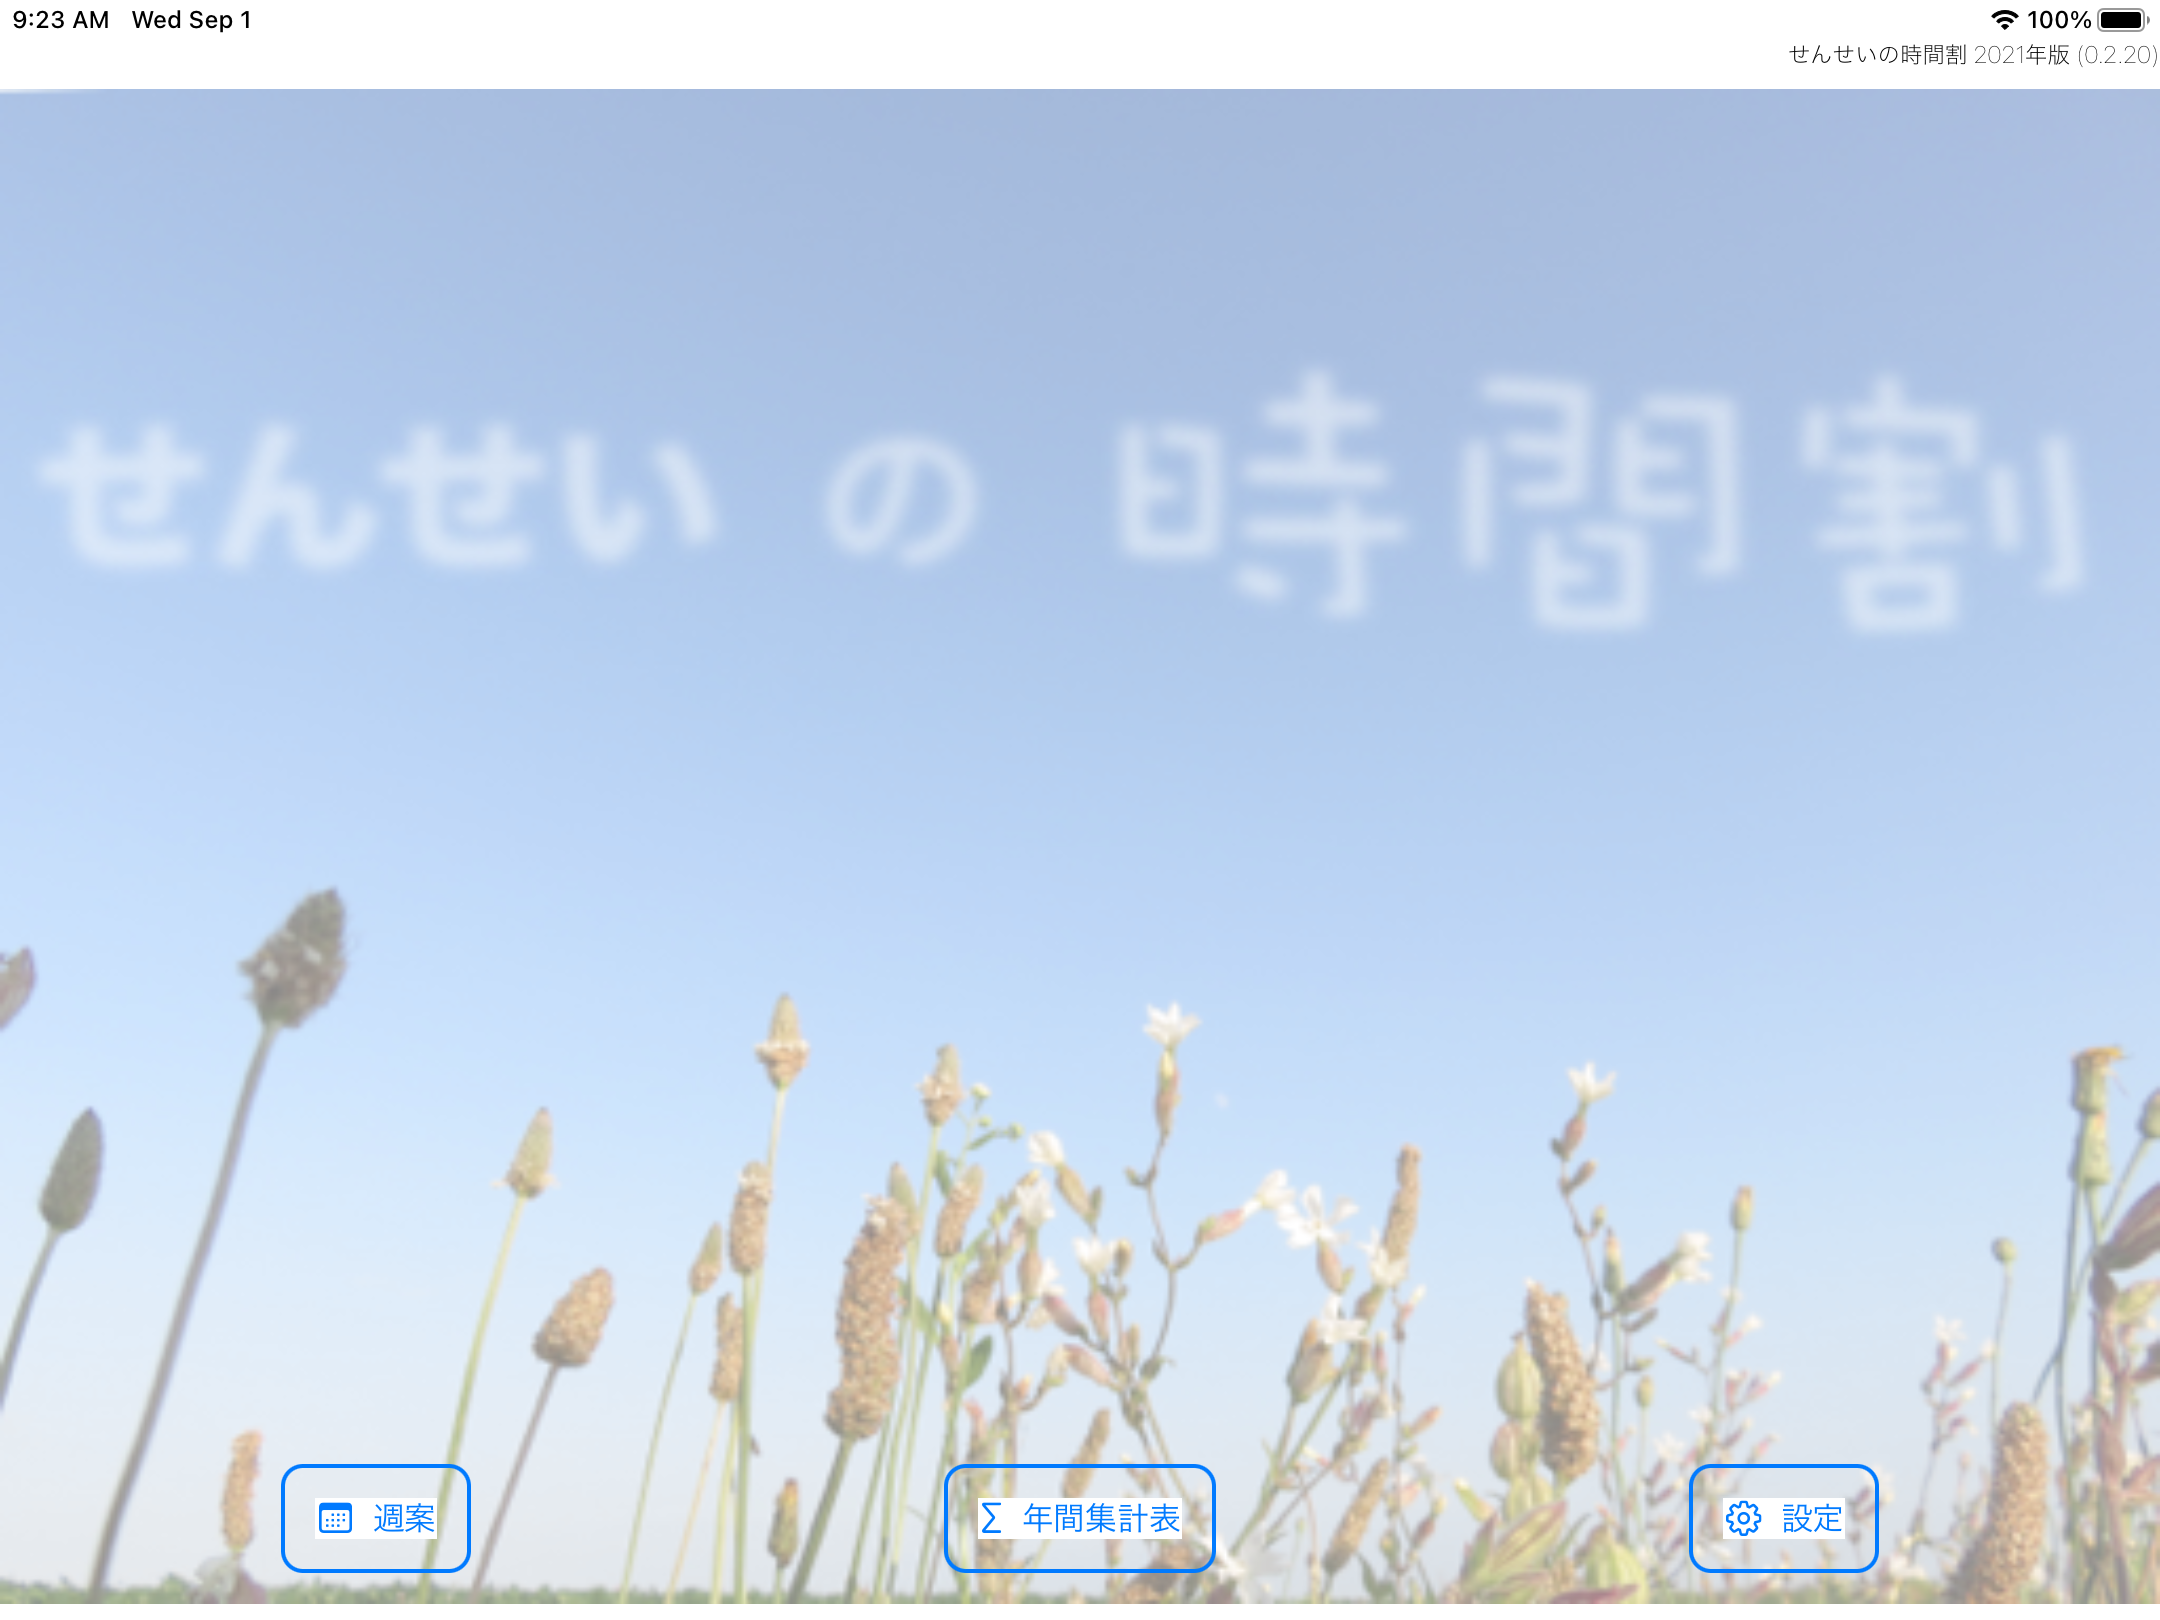 9:23 AM Wed Sep 1
100%
せんせいの時間割 2021年版 (0.2.20)
せんせい の 時間割
週案
Σ 年間集計表
設定